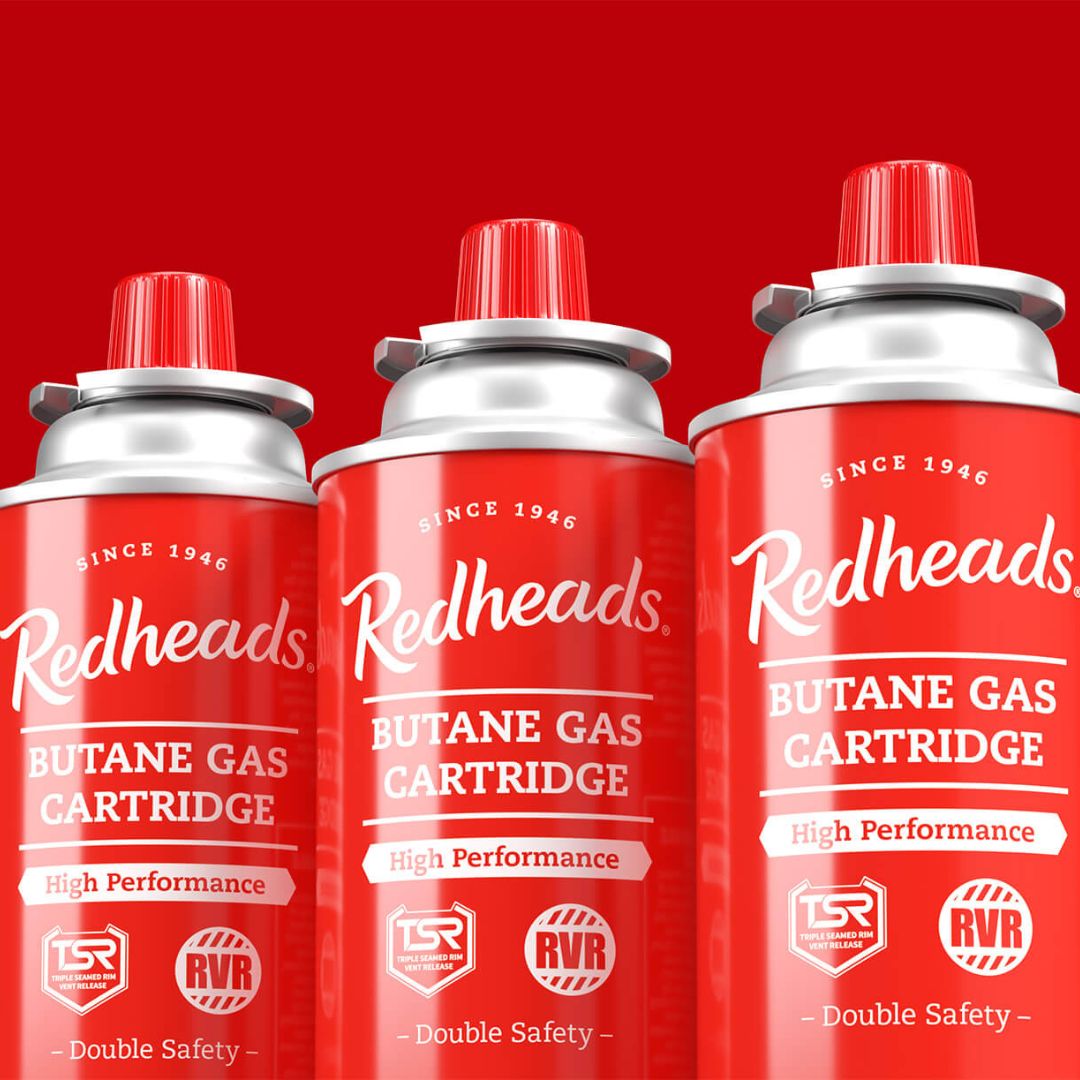 SINCE 1946
Redheads®
BUTANE GAS
CARTRIDGE
High Performance
TSR
TRIPLE SEAMED RIM
VENT RELEASE
RVR
– Double Safety –
SINCE 1946
Redheads®
BUTANE GAS
CARTRIDGE
High Performance
TSR
TRIPLE SEAMED RIM
VENT RELEASE
RVR
– Double Safety –
SINCE 1946
Redheads®
BUTANE GAS
CARTRIDGE
High Performance
TSR
TRIPLE SEAMED RIM
VENT RELEASE
RVR
– Double Safety –